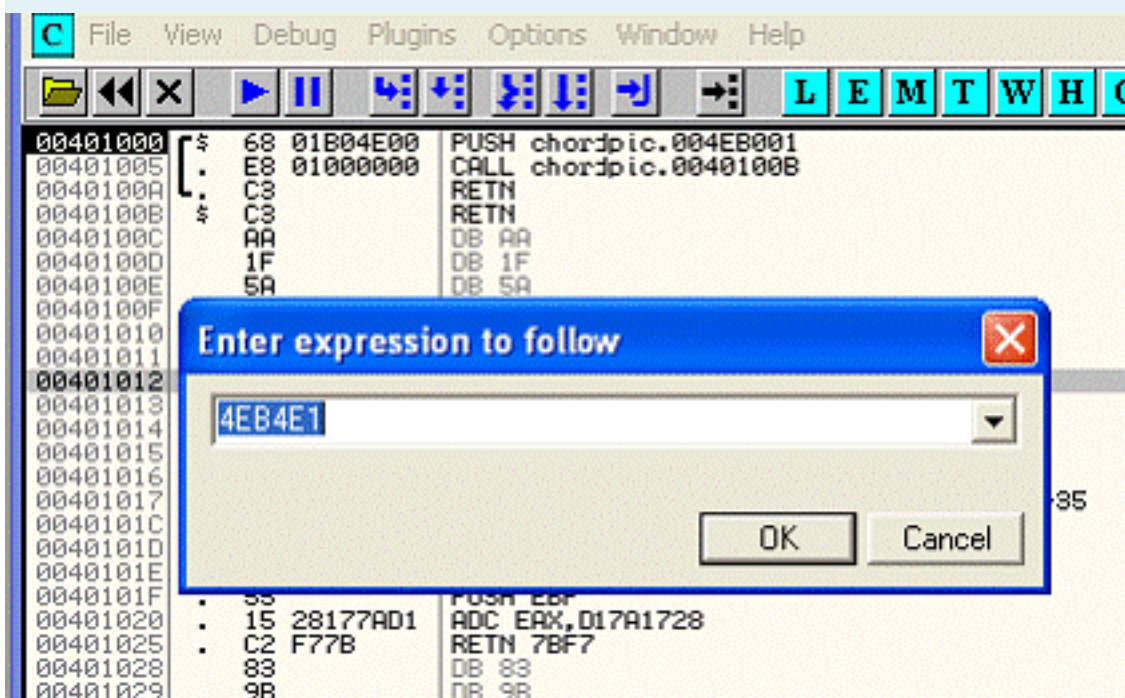 C File View Debug Plugins Options Window Help
L E M T W H
00401000 $ 68 01B04E00 PUSH chordpic.004EB001
00401005 . E8 01000000 CALL chordpic.0040100B
0040100A . C3 RETN
0040100B $ C3 RETN
0040100C AA DB AA
0040100D 1F DB 1F
0040100E 5A DB 5A
0040100F
00401010
Enter expression to follow
00401011
00401012
00401013
4EB4E1
00401014
00401015
00401016
00401017 35
0040101C
OK Cancel
0040101D
0040101E
0040101F . 55 PUSH EBP
00401020 . 15 28177AD1 ADC EAX,D17A1728
00401025 . C2 F77B RETN 7BF7
00401028 83 DB 83
00401029 9B DB 9B